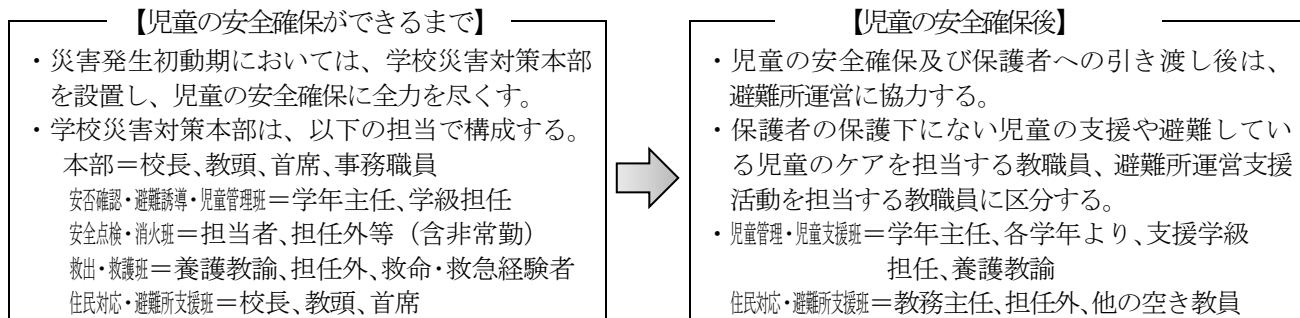 【児童の安全確保ができるまで】
・災害発生初動期においては、学校災害対策本部
を設置し、児童の安全確保に全力を尽くす。
・学校災害対策本部は、以下の担当で構成する。
本部＝校長、教頭、首席、事務職員
安否確認・避難誘導・児童管理班＝学年主任、学級担任
安全点検・消火班＝担当者、担任外等（含非常勤）
救出・救護班＝養護教諭、担任外、救命・救急経験者
住民対応・避難所支援班＝校長、教頭、首席
【児童の安全確保後】
・児童の安全確保及び保護者への引き渡し後は、
避難所運営に協力する。
・保護者の保護下にない児童の支援や避難してい
る児童のケアを担当する教職員、避難所運営支援
活動を担当する教職員に区分する。
・児童管理・児童支援班＝学年主任、各学年より、支援学級
担任、養護教諭
住民対応・避難所支援班＝教務主任、担任外、他の空き教員